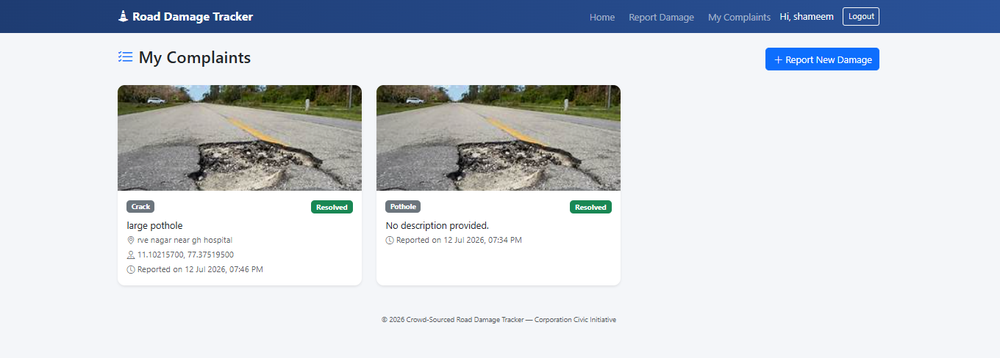 Road Damage Tracker
Home Report Damage My Complaints Hi, shameem Logout
My Complaints
+ Report New Damage
Crack Resolved
large pothole
rve nagar near gh hospital
11.10215700, 77.37519500
Reported on 12 Jul 2026, 07:46 PM
Pothole Resolved
No description provided.
Reported on 12 Jul 2026, 07:34 PM
© 2026 Crowd-Sourced Road Damage Tracker — Corporation Civic Initiative